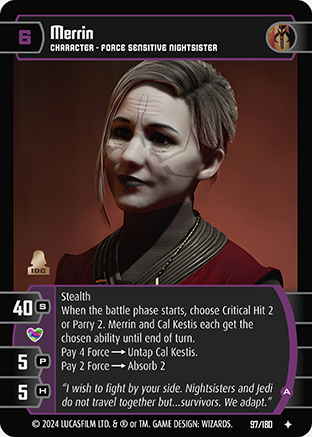 6
Merrin
CHARACTER - FORCE SENSITIVE NIGHTSISTER
IDC
40 S
Stealth
When the battle phase starts, choose Critical Hit 2
or Parry 2. Merrin and Cal Kestis each get the
chosen ability until end of turn.
5 P
Pay 4 Force → Untap Cal Kestis.
Pay 2 Force → Absorb 2
5 H
“I wish to fight by your side. Nightsisters and Jedi
do not travel together but...survivors. We adapt.”
A
© 2024 LUCASFILM LTD. & ® OR TM. GAME DESIGN: WIZARDS.
97/180